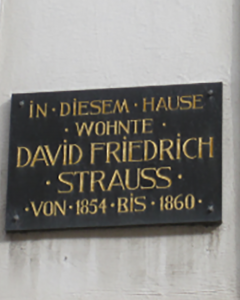 IN · DIESEM · HAUSE
· WOHNTE ·
DAVID FRIEDRICH
· STRAUSS ·
· VON · 1854 · BIS · 1860 ·